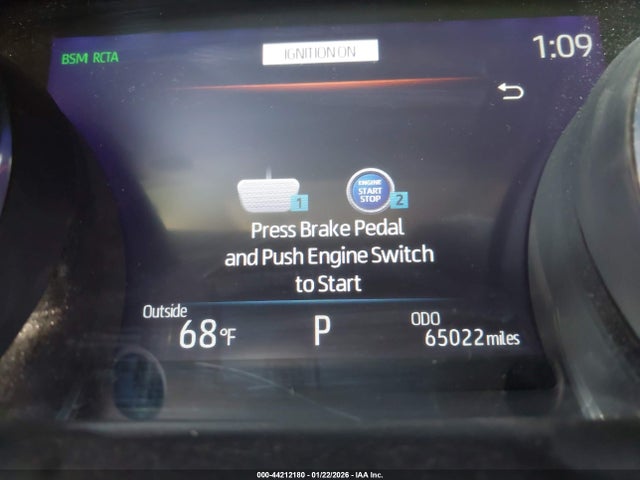 BSM RCTA
IGNITION ON
1:09
ENGINE
START
STOP
1
2
Press Brake Pedal
and Push Engine Switch
to Start
Outside
68°F
P
ODO
65022 miles
000-44212180 - 01/22/2026 - IAA Inc.